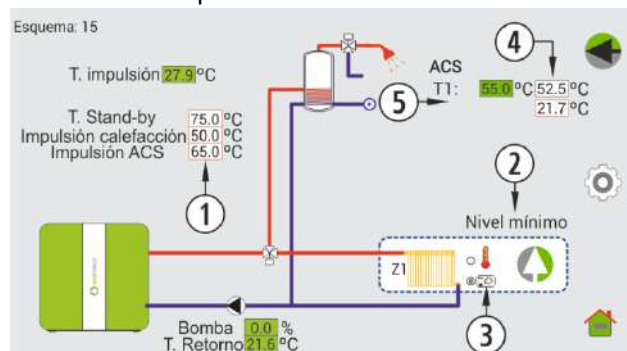 Esquema: 15
T. impulsión 27.9 ºC
T. Stand-by 75.0 ºC
Impulsión calefacción 50.0 ºC
Impulsión ACS 65.0 ºC
1
ACS
T1: 55.0 ºC 52.5 ºC
21.7 ºC
4
5
2
Nivel mínimo
Z1
3
Bomba 0.0 %
T. Retorno 21.6 ºC